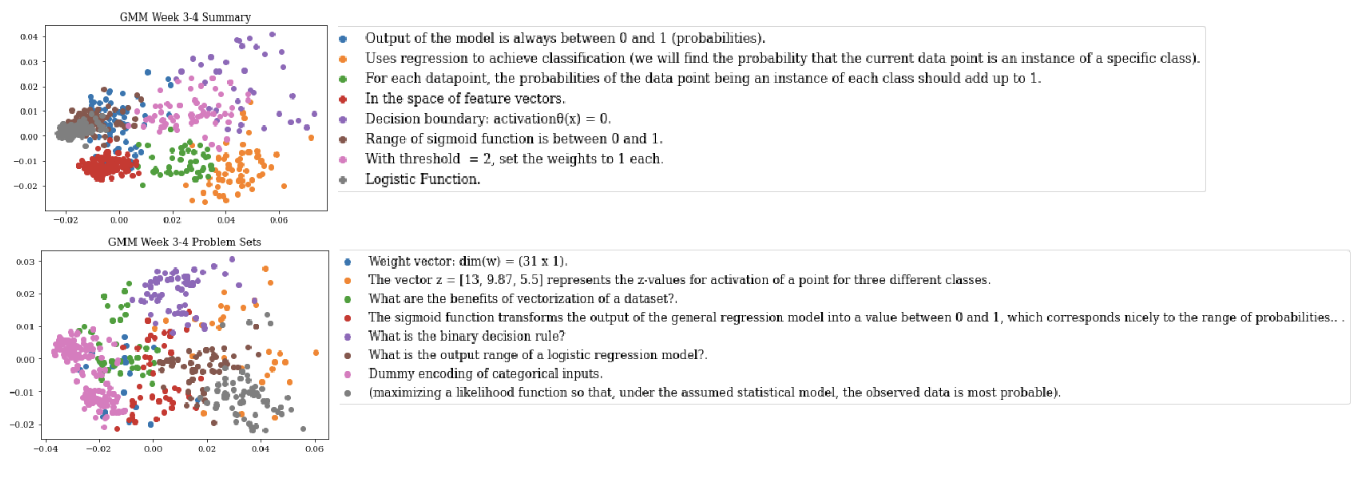 GMM Week 3-4 Summary
0.04
0.03
0.02
0.01
0.00
−0.01
−0.02
−0.02 0.00 0.02 0.04 0.06
Output of the model is always between 0 and 1 (probabilities).
Uses regression to achieve classification (we will find the probability that the current data point is an instance of a specific class).
For each datapoint, the probabilities of the data point being an instance of each class should add up to 1.
In the space of feature vectors.
Decision boundary: activationθ(x) = 0.
Range of sigmoid function is between 0 and 1.
With threshold = 2, set the weights to 1 each.
Logistic Function.
GMM Week 3-4 Problem Sets
0.03
0.02
0.01
0.00
−0.01
−0.02
−0.04 −0.02 0.00 0.02 0.04 0.06
Weight vector: dim(w) = (31 x 1).
The vector z = [13, 9.87, 5.5] represents the z-values for activation of a point for three different classes.
What are the benefits of vectorization of a dataset?.
The sigmoid function transforms the output of the general regression model into a value between 0 and 1, which corresponds nicely to the range of probabilities.. .
What is the binary decision rule?
What is the output range of a logistic regression model?.
Dummy encoding of categorical inputs.
(maximizing a likelihood function so that, under the assumed statistical model, the observed data is most probable).